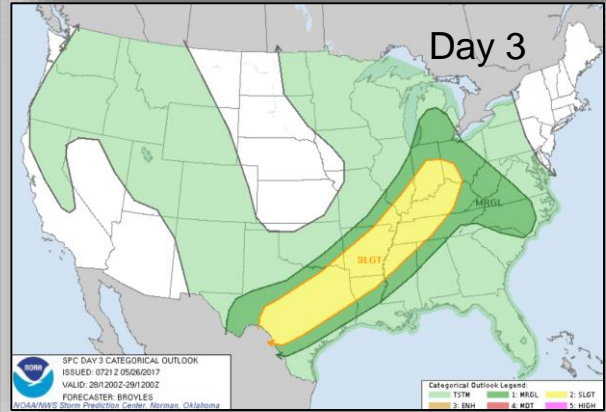 Day 3
MRGL
SLGT
NOAA
SPC DAY 3 CATEGORICAL OUTLOOK
ISSUED: 0721Z 05/26/2017
VALID: 28/1200Z-29/1200Z
FORECASTER: BROYLES
NOAA/NWS Storm Prediction Center, Norman, Oklahoma
Categorical Outlook Legend:
TSTM 1: MRGL 2: SLGT
3: ENH 4: MDT 5: HIGH